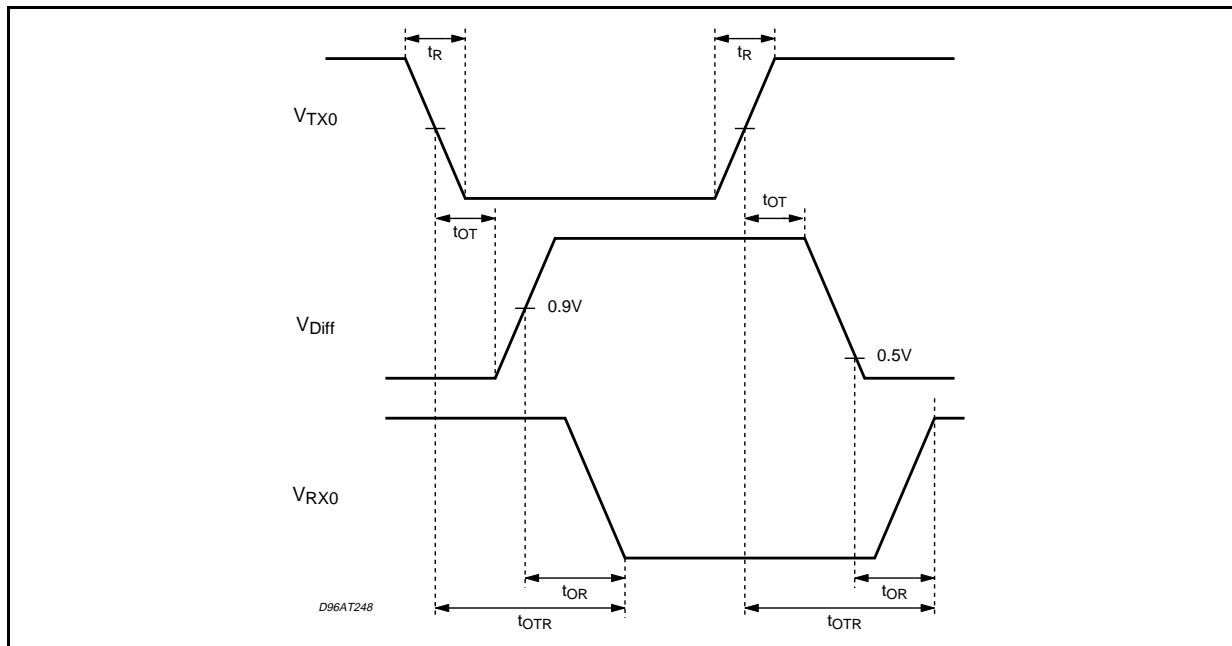 tR tR
VTX0
tOT tOT
0.9V
VDiff
0.5V
VRX0
tOR tOR
D96AT248
tOTR tOTR